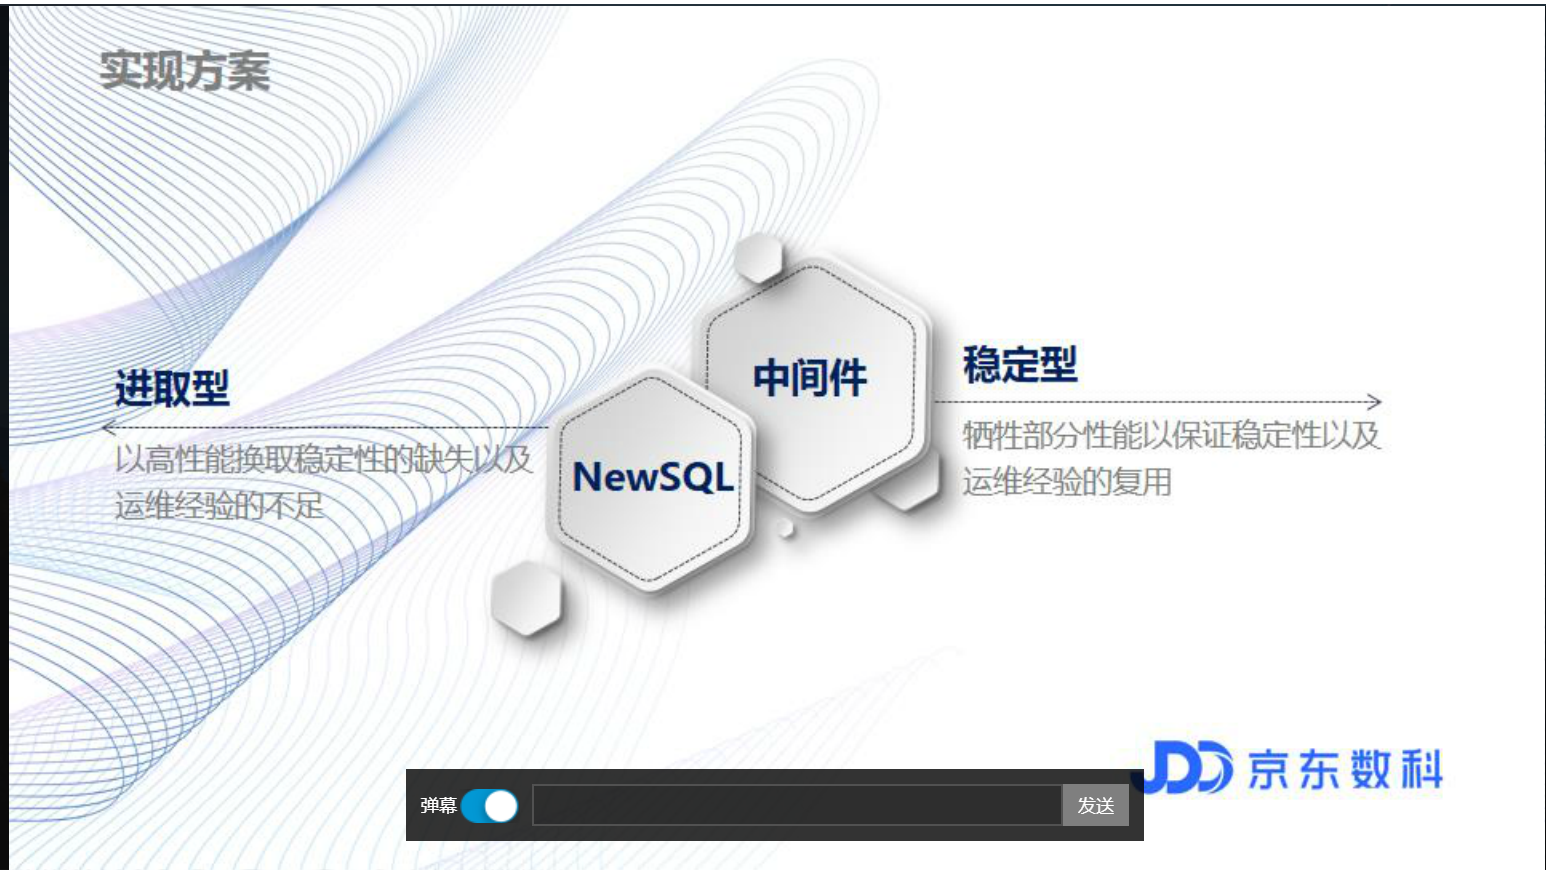 实现方案
进取型
以高性能换取稳定性的缺失以及
运维经验的不足
NewSQL
中间件
稳定型
牺牲部分性能以保证稳定性以及
运维经验的复用
JDD 京东数科
弹幕
发送